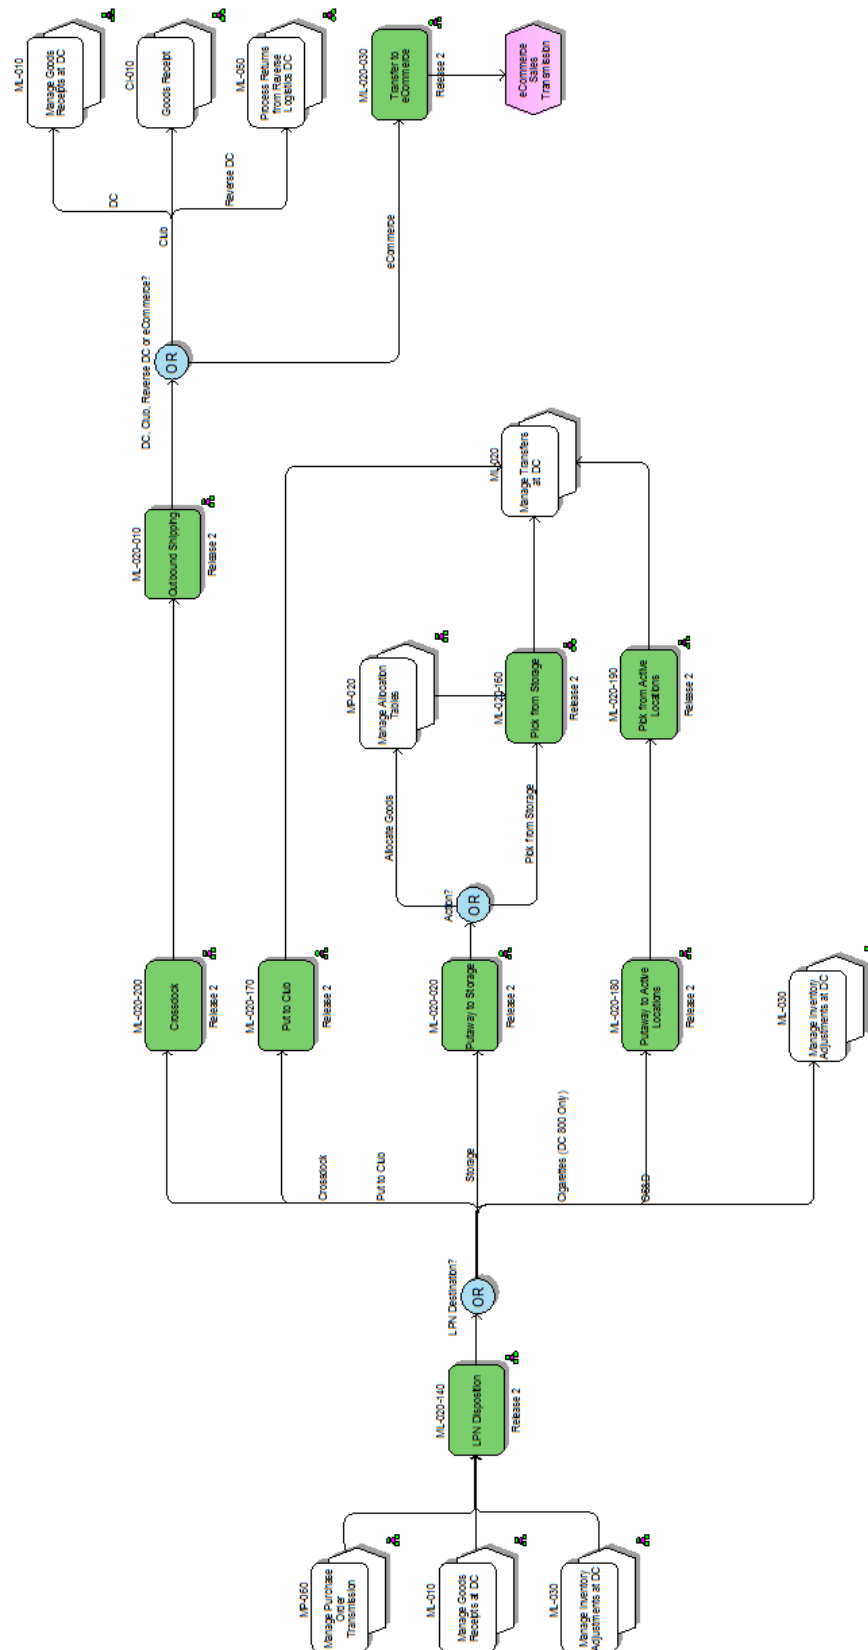 MP-060
Manage Purchase
Order
Transmission
ML-010
Manage Goods
Receipts at DC
ML-030
Manage Inventory
Adjustments at DC
ML-020-140
LPN Disposition
Release 2
LPN Destination?
OR
Crossdock
Put to Club
Storage
Cigarettes (DC 800 Only)
OS&D
ML-020-200
Crossdock
Release 2
ML-020-170
Put to Club
Release 2
ML-020-020
Putaway to Storage
Release 2
ML-020-180
Putaway to Active
Locations
Release 2
ML-030
Manage Inventory
Adjustments at DC
Action?
OR
Allocate Goods
Pick from Storage
MP-020
Manage Allocation
Tables
ML-020-160
Pick from Storage
Release 2
ML-020-190
Pick from Active
Locations
Release 2
ML-020
Manage Transfers
at DC
ML-020-010
Outbound Shipping
Release 2
DC, Club, Reverse DC or eCommerce?
OR
DC
Club
Reverse DC
eCommerce
ML-010
Manage Goods
Receipts at DC
CI-010
Goods Receipt
ML-050
Process Returns
from Reverse
Logistics DC
ML-020-030
Transfer to
eCommerce
Release 2
eCommerce
Sales
Transmission